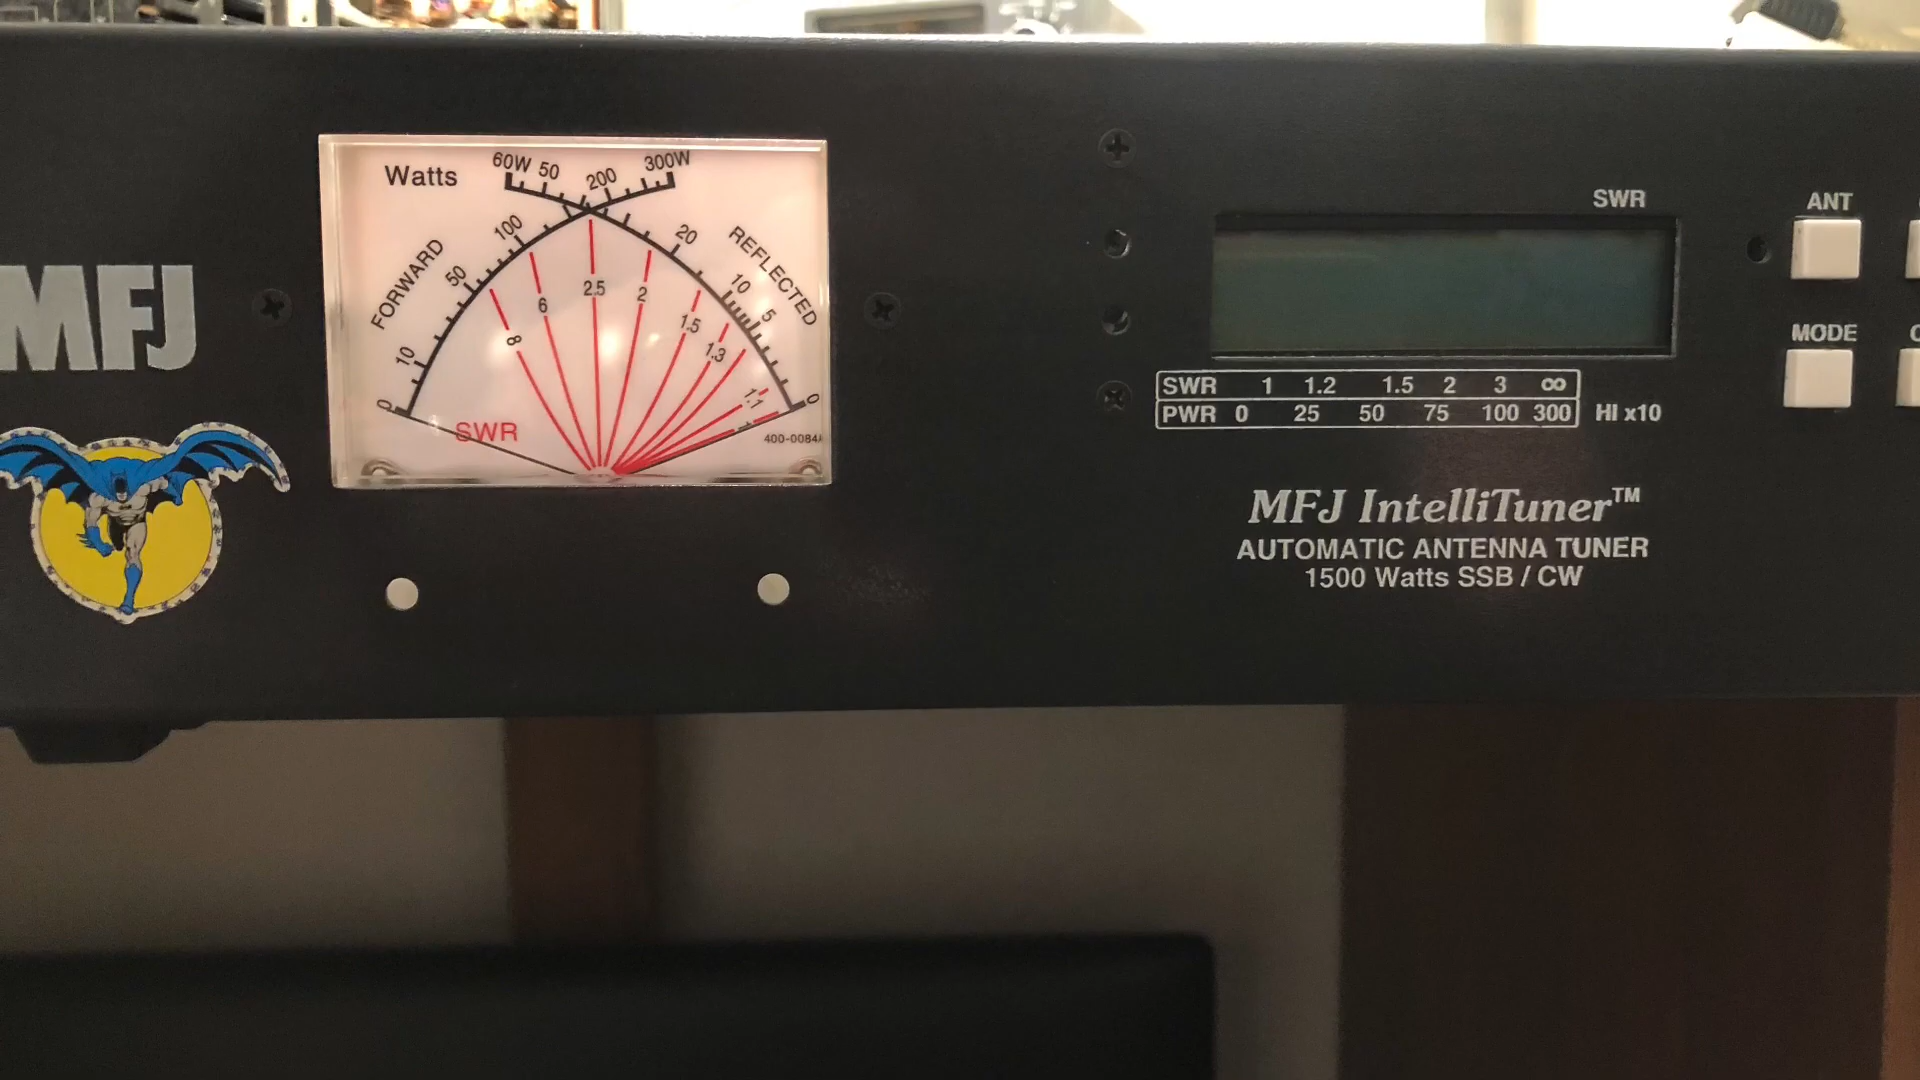 MFJ
Watts
60W 50 200 300W
FORWARD
0 10 50 100
REFLECTED
20 10 5 0
8 6 2.5 2 1.5 1.3 1.1 1
SWR
400-0084
SWR
ANT
MODE
SWR 1 1.2 1.5 2 3 ∞
PWR 0 25 50 75 100 300 HI x10
MFJ IntelliTuner™
AUTOMATIC ANTENNA TUNER
1500 Watts SSB / CW